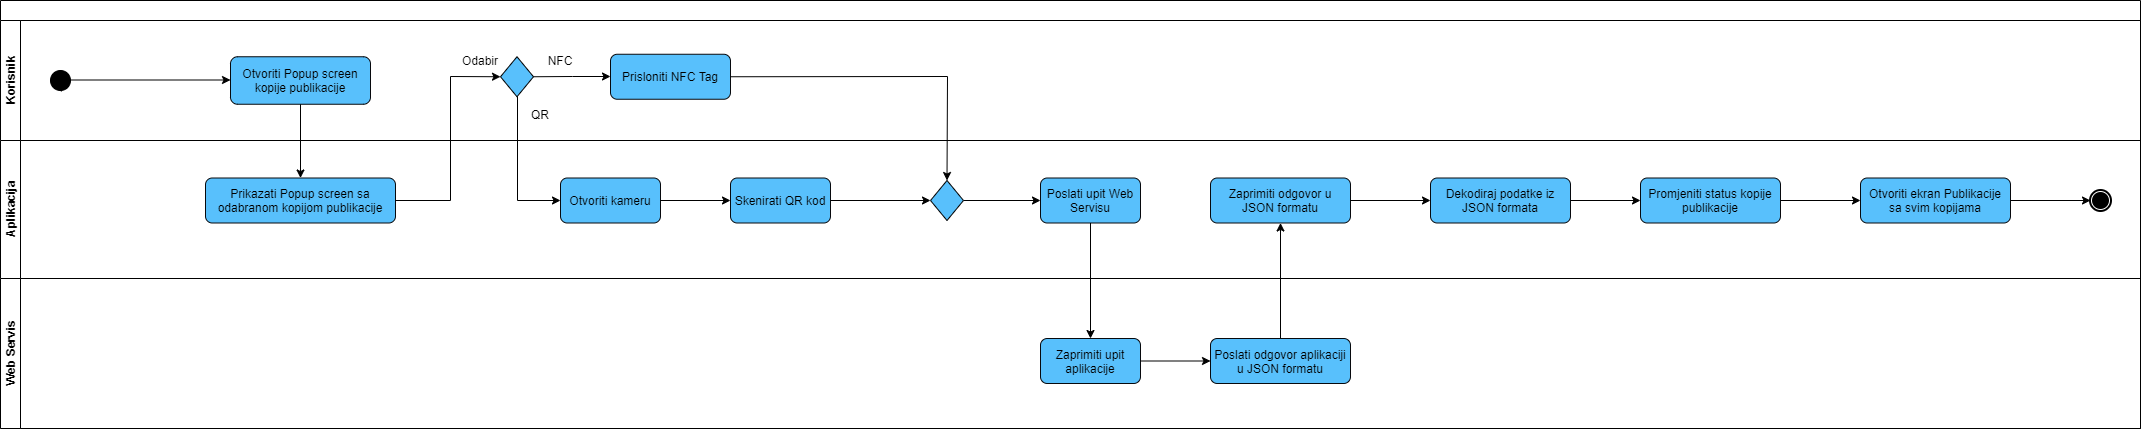 Korisnik
Otvoriti Popup screen
kopije publikacije
Odabir
NFC
QR
Prisloniti NFC Tag
Aplikacija
Prikazati Popup screen sa
odabranom kopijom publikacije
Otvoriti kameru
Skenirati QR kod
Poslati upit Web
Servisu
Zaprimiti odgovor u
JSON formatu
Dekodiraj podatke iz
JSON formata
Promjeniti status kopije
publikacije
Otvoriti ekran Publikacije
sa svim kopijama
Web Servis
Zaprimiti upit
aplikacije
Poslati odgovor aplikaciji
u JSON formatu